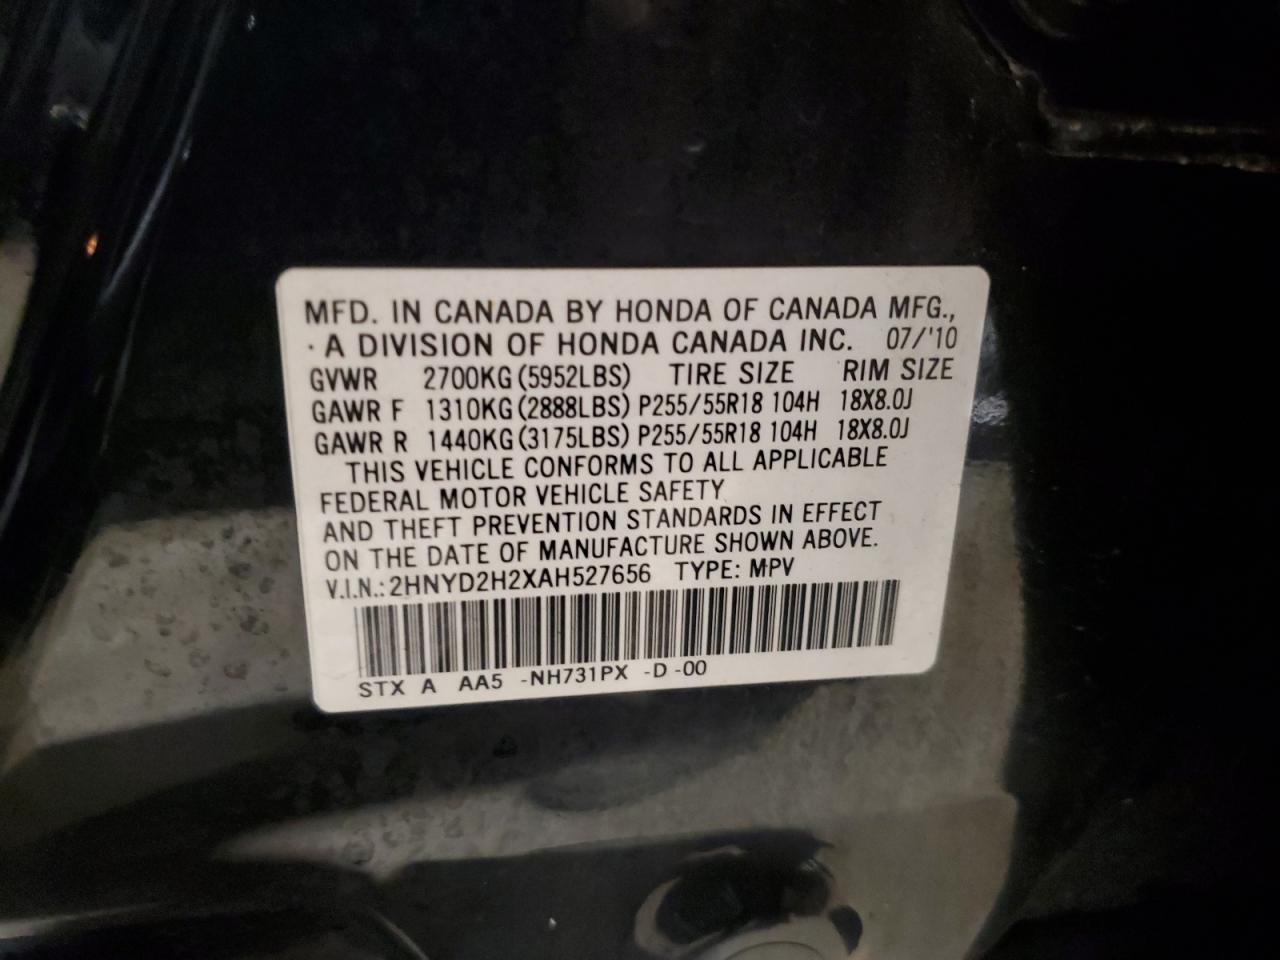 MFD. IN CANADA BY HONDA OF CANADA MFG.,
A DIVISION OF HONDA CANADA INC. 07/'10
GVWR 2700KG(5952LBS) TIRE SIZE RIM SIZE
GAWR F 1310KG(2888LBS) P255/55R18 104H 18X8.0J
GAWR R 1440KG(3175LBS) P255/55R18 104H 18X8.0J
THIS VEHICLE CONFORMS TO ALL APPLICABLE
FEDERAL MOTOR VEHICLE SAFETY
AND THEFT PREVENTION STANDARDS IN EFFECT
ON THE DATE OF MANUFACTURE SHOWN ABOVE.
V.I.N.: 2HNYD2H2XAH527656 TYPE: MPV
STX A AA5 -NH731PX -D -00